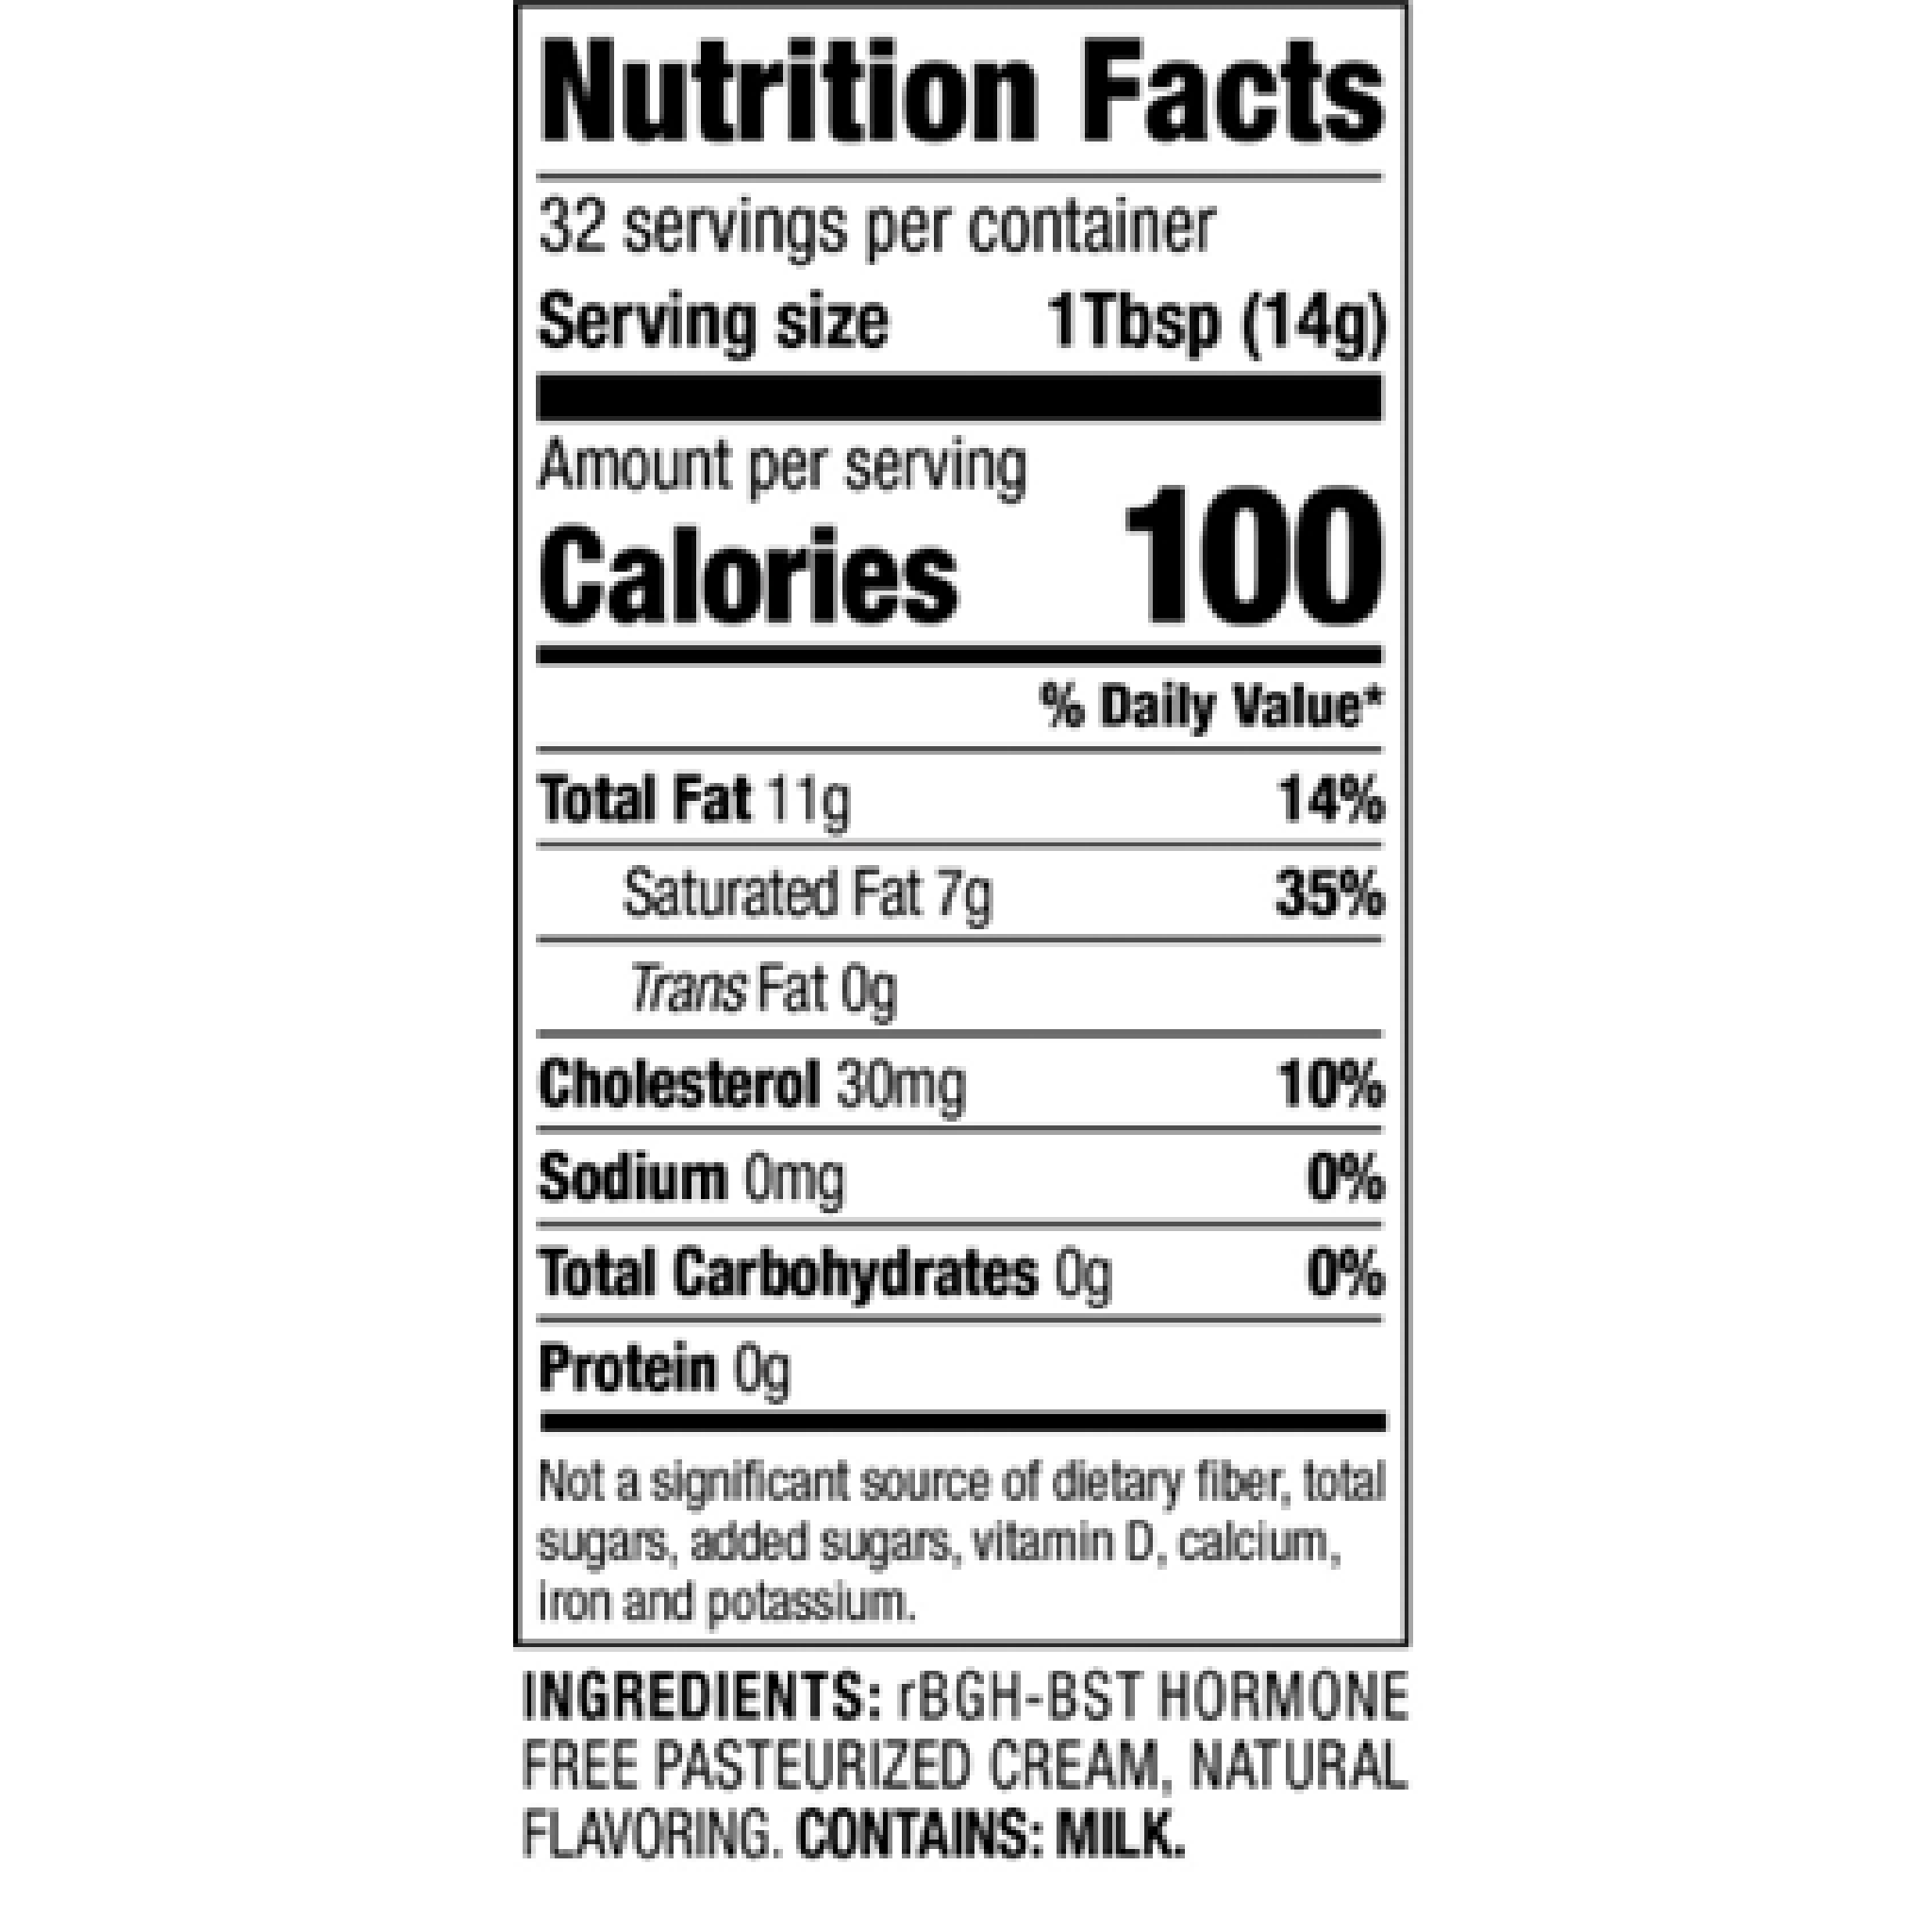 Nutrition Facts
32 servings per container
Serving size 1Tbsp (14g)
Amount per serving
Calories 100
% Daily Value*
Total Fat 11g 14%
Saturated Fat 7g 35%
Trans Fat 0g
Cholesterol 30mg 10%
Sodium 0mg 0%
Total Carbohydrates 0g 0%
Protein 0g
Not a significant source of dietary fiber, total
sugars, added sugars, vitamin D, calcium,
iron and potassium.
INGREDIENTS: rBGH-BST HORMONE
FREE PASTEURIZED CREAM, NATURAL
FLAVORING. CONTAINS: MILK.